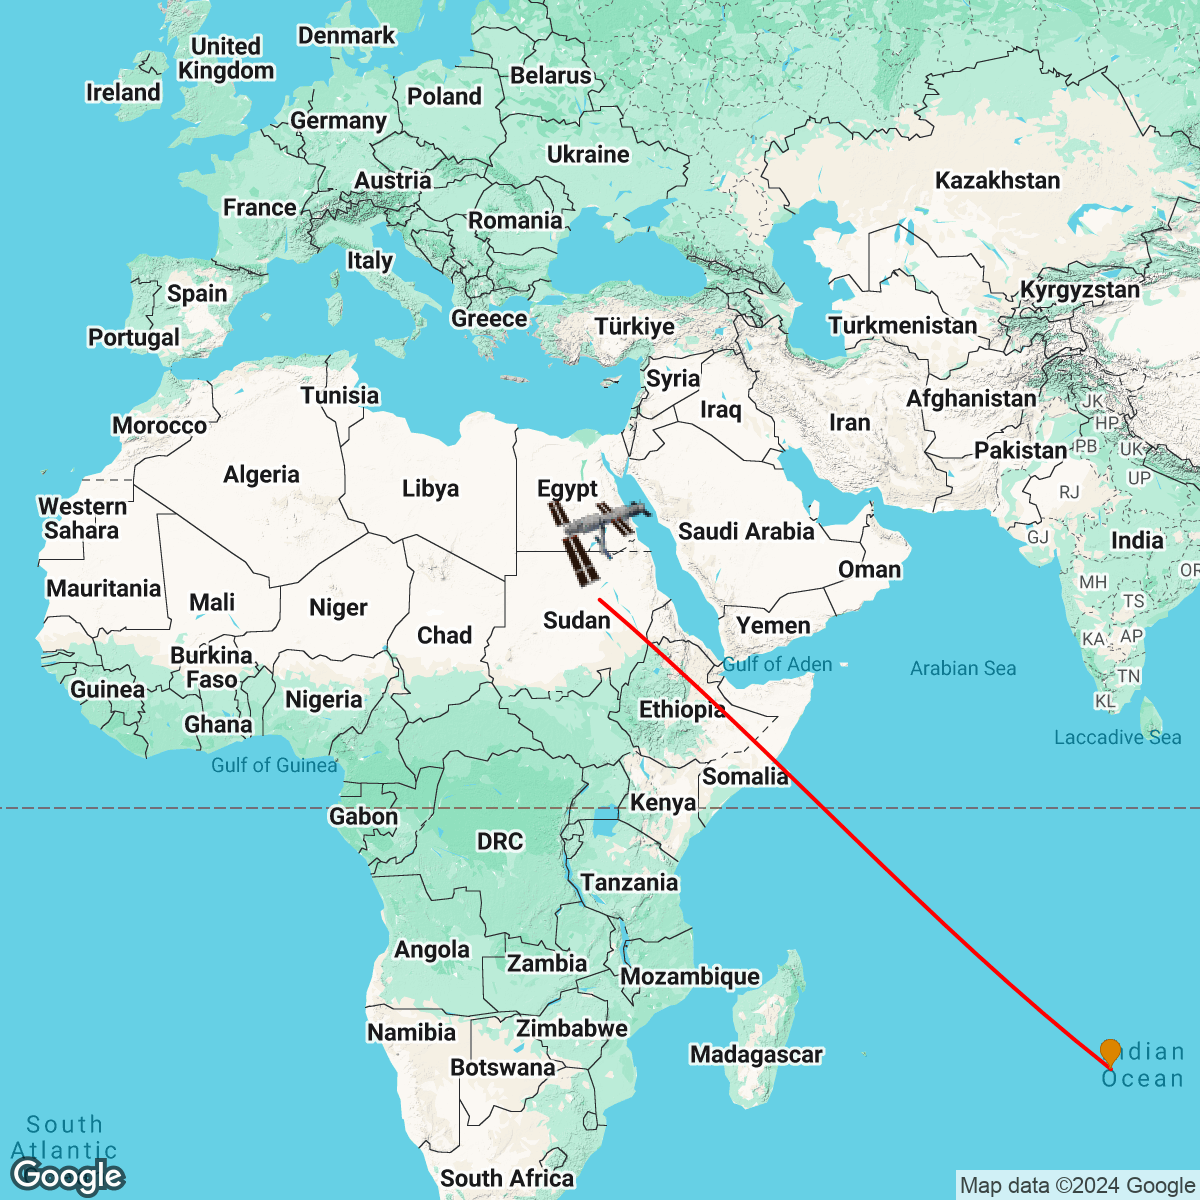 Denmark
United
Kingdom
Belarus
Ireland
Poland
Germany
Ukraine
Austria
Kazakhstan
France
Romania
Italy
Spain
Kyrgyzstan
Greece
Türkiye
Turkmenistan
Portugal
Syria
Tunisia
Afghanistan
JK
Iraq
Morocco
Iran
HP
Pakistan
PB
UK
Algeria
Libya
Egypt
UP
RJ
Western
Sahara
Saudi Arabia
GJ
India
Oman
OR
Mauritania
MH
Mali
Niger
TS
Sudan
Yemen
Chad
KA
AP
Burkina
Faso
Gulf of Aden
Arabian Sea
TN
Guinea
Nigeria
KL
Ethiopia
Ghana
Laccadive Sea
Gulf of Guinea
Somalia
Kenya
Gabon
DRC
Tanzania
Angola
Zambia
Mozambique
Namibia
Zimbabwe
Madagascar
Indian
Ocean
Botswana
South
Atlantic
South Africa
Google
Map data ©2024 Google